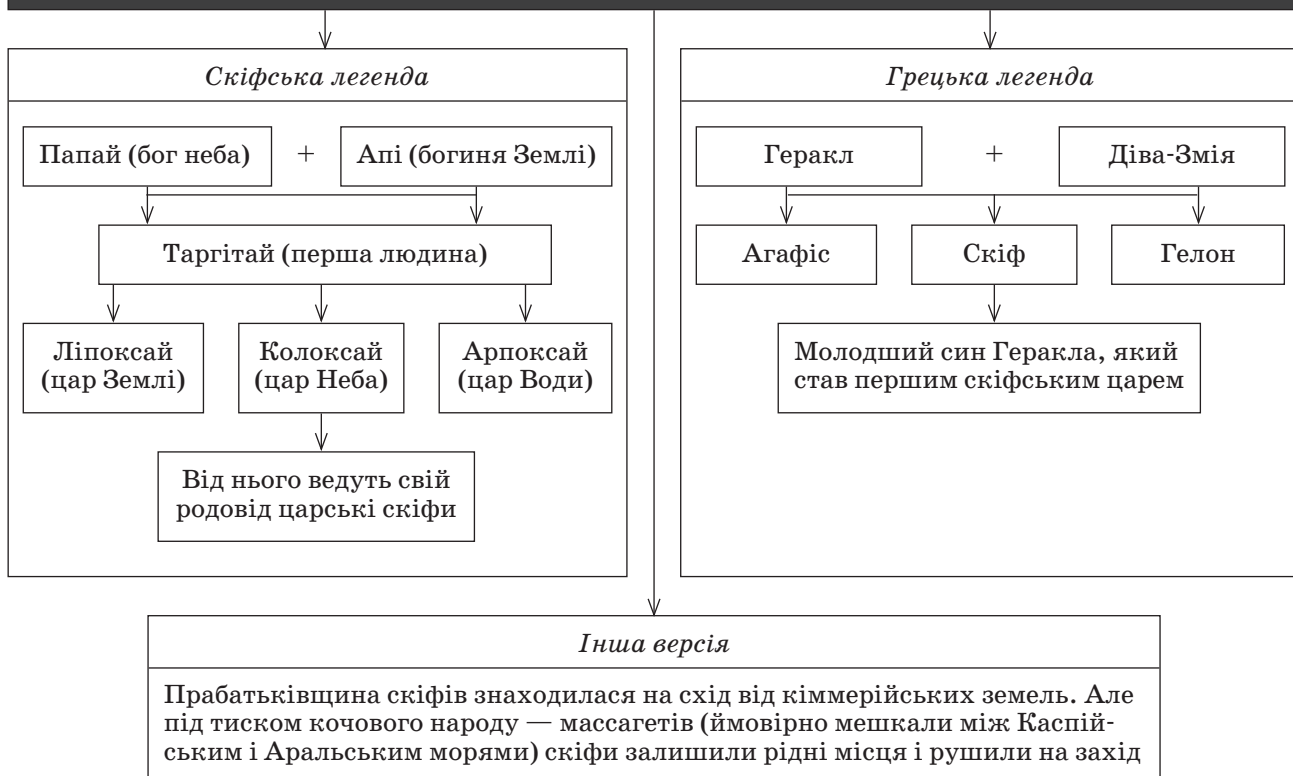 Скіфська легенда
Папай (бог неба) + Апі (богиня Землі)
Таргітай (перша людина)
Ліпоксай
(цар Землі)
Колоксай
(цар Неба)
Арпоксай
(цар Води)
Від нього ведуть свій
родовід царські скіфи
Грецька легенда
Геракл + Діва-Змія
Агафіс
Скіф
Гелон
Молодший син Геракла, який
став першим скіфським царем
Інша версія
Прабатьківщина скіфів знаходилася на схід від кіммерійських земель. Але
під тиском кочового народу — массагетів (ймовірно мешкали між Каспій-
ським і Аральським морями) скіфи залишили рідні місця і рушили на захід